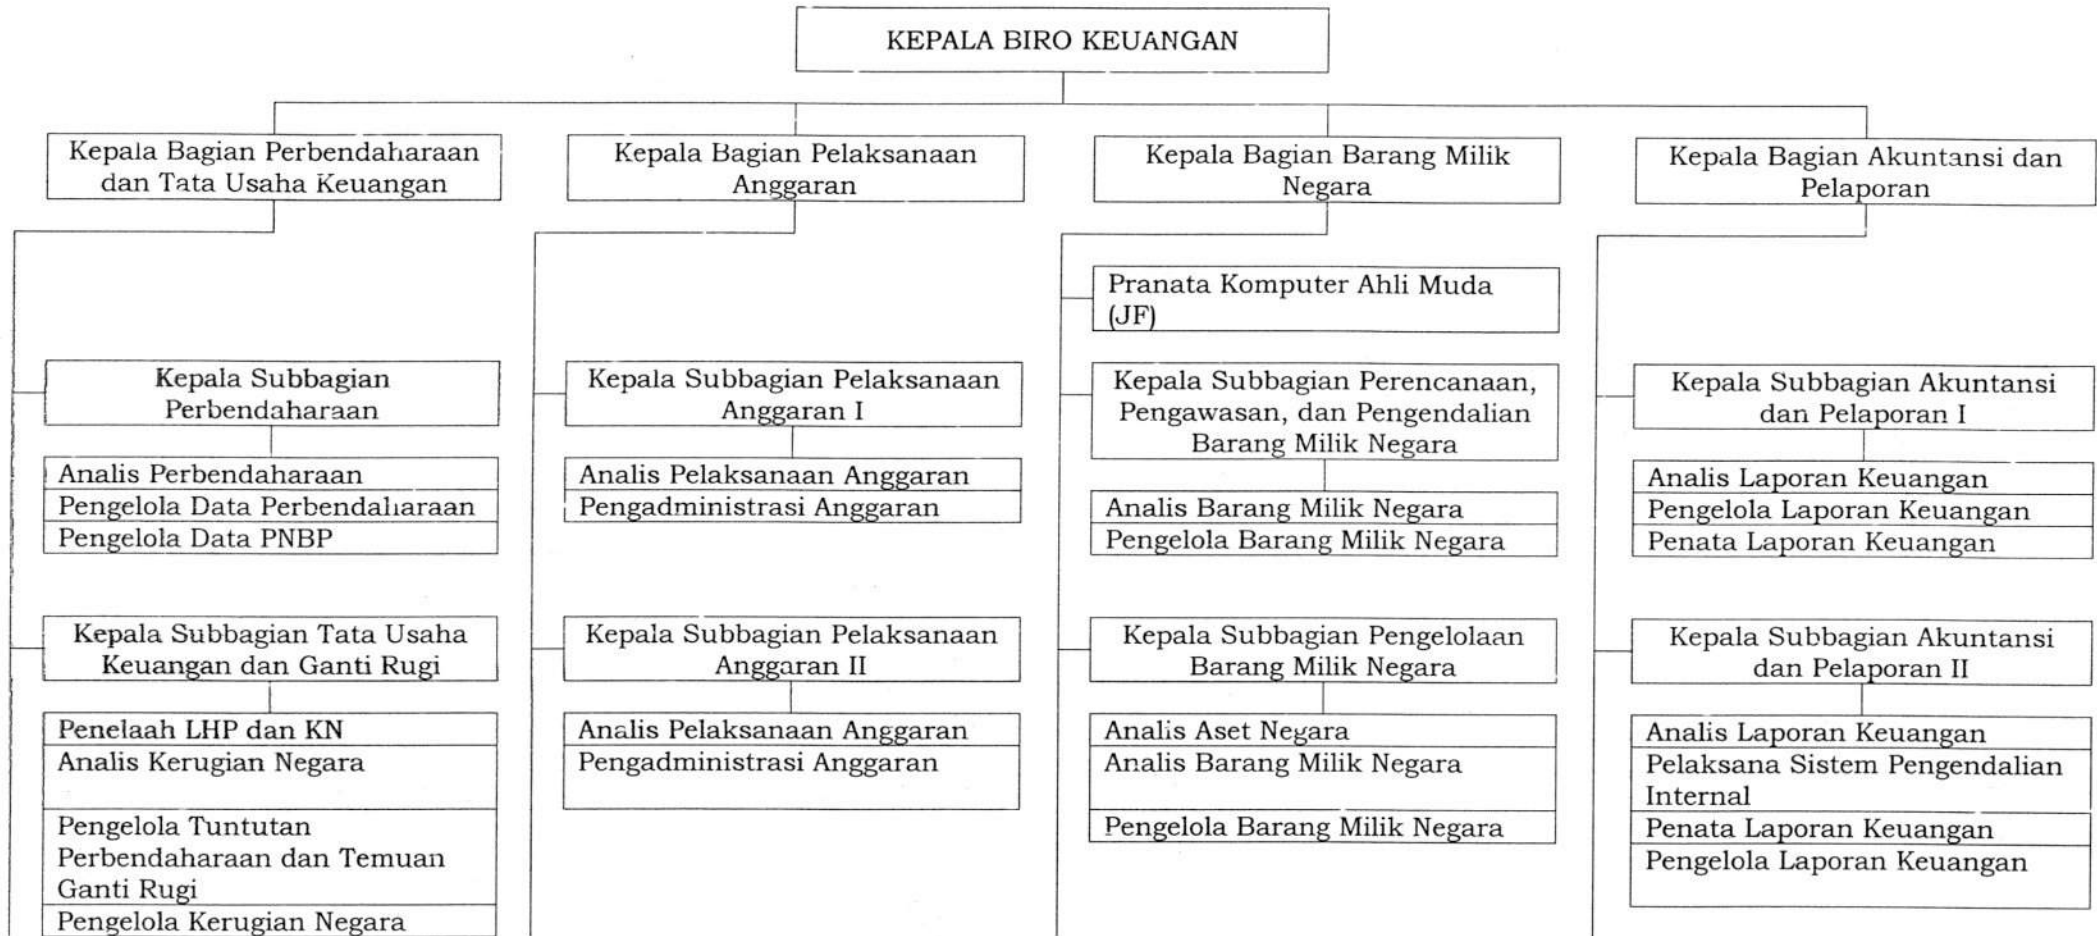 KEPALA BIRO KEUANGAN
Kepala Bagian Perbendaharaan
dan Tata Usaha Keuangan
Kepala Bagian Pelaksanaan
Anggaran
Kepala Bagian Barang Milik
Negara
Kepala Bagian Akuntansi dan
Pelaporan
Pranata Komputer Ahli Muda
(JF)
Kepala Subbagian
Perbendaharaan
Analis Perbendaharaan
Pengelola Data Perbendaharaan
Pengelola Data PNBP
Kepala Subbagian Pelaksanaan
Anggaran I
Analis Pelaksanaan Anggaran
Pengadministrasi Anggaran
Kepala Subbagian Perencanaan,
Pengawasan, dan Pengendalian
Barang Milik Negara
Analis Barang Milik Negara
Pengelola Barang Milik Negara
Kepala Subbagian Akuntansi
dan Pelaporan I
Analis Laporan Keuangan
Pengelola Laporan Keuangan
Penata Laporan Keuangan
Kepala Subbagian Tata Usaha
Keuangan dan Ganti Rugi
Penelaah LHP dan KN
Analis Kerugian Negara
Pengelola Tuntutan
Perbendaharaan dan Temuan
Ganti Rugi
Pengelola Kerugian Negara
Kepala Subbagian Pelaksanaan
Anggaran II
Analis Pelaksanaan Anggaran
Pengadministrasi Anggaran
Kepala Subbagian Pengelolaan
Barang Milik Negara
Analis Aset Negara
Analis Barang Milik Negara
Pengelola Barang Milik Negara
Kepala Subbagian Akuntansi
dan Pelaporan II
Analis Laporan Keuangan
Pelaksana Sistem Pengendalian
Internal
Penata Laporan Keuangan
Pengelola Laporan Keuangan